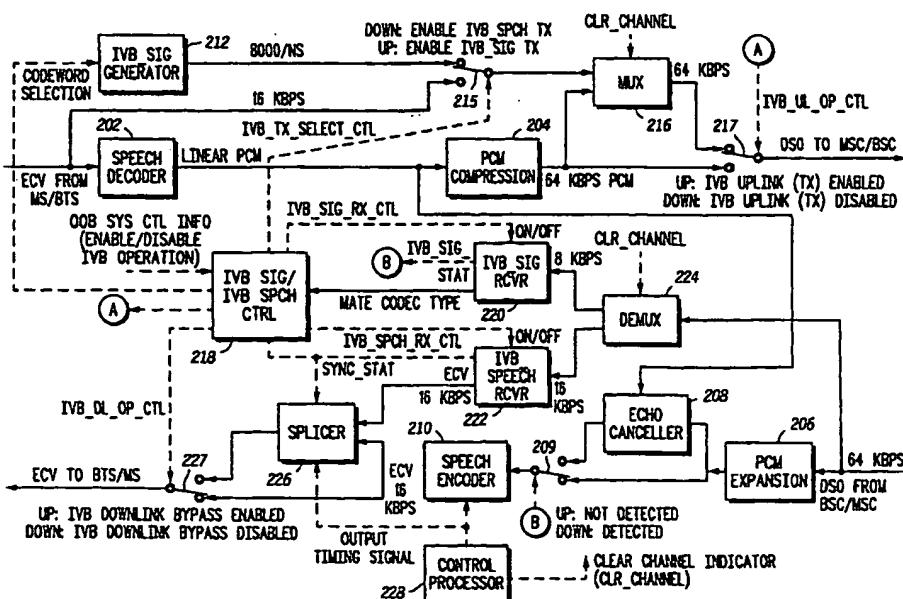 CLR_CHANNEL
DOWN: ENABLE IVB SPCH TX
UP: ENABLE IVB_SIG TX
212
IVB SIG
GENERATOR
8000/NS
CODEWORD
SELECTION
215
MUX
216
64 KBPS
A
IVB_UL_OP_CTL
16 KBPS
IVB_TX_SELECT_CTL
202
SPEECH
DECODER
LINEAR PCM
204
PCM
COMPRESSION
64 KBPS PCM
217
DSO TO MSC/BSC
ECV FROM
MS/BTS
UP: IVB UPLINK (TX) ENABLED
DOWN: IVB UPLINK (TX) DISABLED
OOB SYS CTL INFO
(ENABLE/DISABLE
IVB OPERATION)
IVB_SIG_RX_CTL
ON/OFF
CLR_CHANNEL
B
IVB_SIG_
STAT
IVB SIG
RCVR
220
8 KBPS
224
DEMUX
IVB SIG/
IVB SPCH
CTRL
218
MATE CODEC TYPE
A
IVB_SPCH_RX_CTL
ON/OFF
SYNC_STAT
ECV
16 KBPS
IVB
SPEECH
RCVR
222
16
KBPS
IVB_DL_OP_CTL
208
ECHO
CANCELLER
206
PCM
EXPANSION
64 KBPS
DSO FROM
BSC/MSC
SPLICER
226
210
SPEECH
ENCODER
209
ECV
16
KBPS
ECV TO BTS/MS
227
B
UP: NOT DETECTED
DOWN: DETECTED
UP: IVB DOWNLINK BYPASS ENABLED
DOWN: IVB DOWNLINK BYPASS DISABLED
OUTPUT
TIMING SIGNAL
CONTROL
PROCESSOR
228
CLEAR CHANNEL INDICATOR
(CLR_CHANNEL)